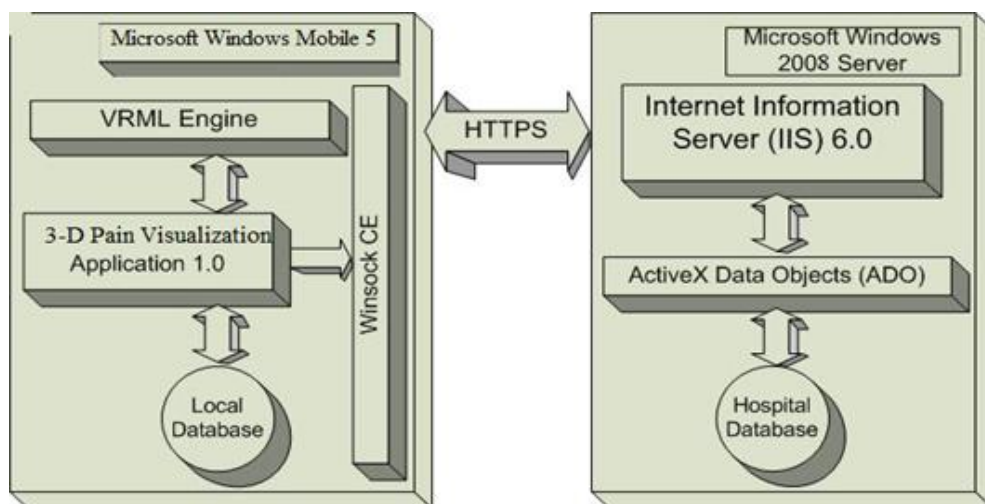 Microsoft Windows Mobile 5
VRML Engine
3-D Pain Visualization
Application 1.0
Local
Database
Winsock CE
HTTPS
Microsoft Windows
2008 Server
Internet Information
Server (IIS) 6.0
ActiveX Data Objects (ADO)
Hospital
Database